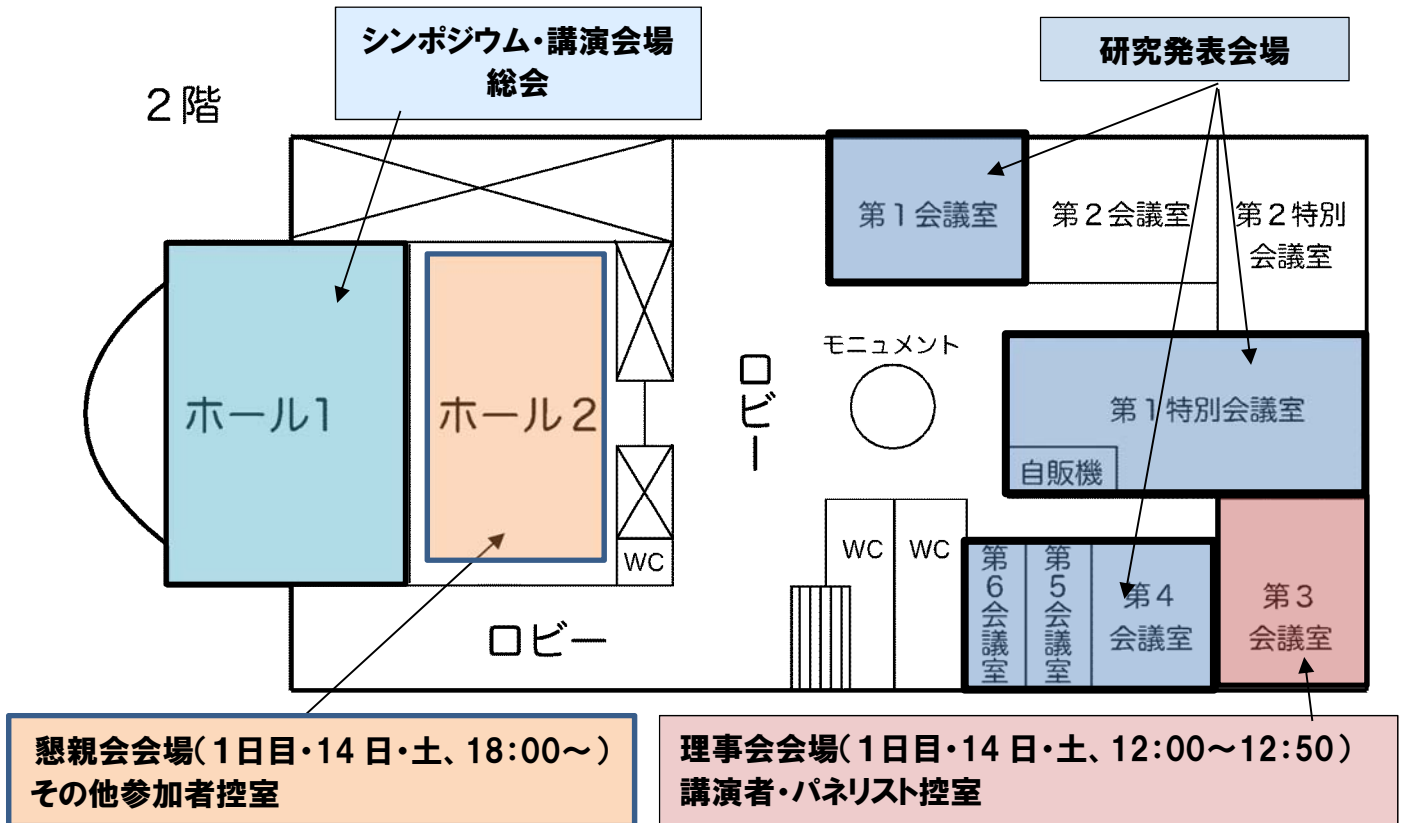 シンポジウム・講演会場
総会
研究発表会場
２階
第１会議室
第２会議室
第２特別
会議室
モニュメント
ロビー
ホール1
ホール２
第１特別会議室
自販機
WC
WC
WC
第６会議室
第５会議室
第４
会議室
第３
会議室
ロビー
懇親会会場（１日目・14日・土、18：00～）
その他参加者控室
理事会会場（１日目・14日・土、12：00～12：50）
講演者・パネリスト控室